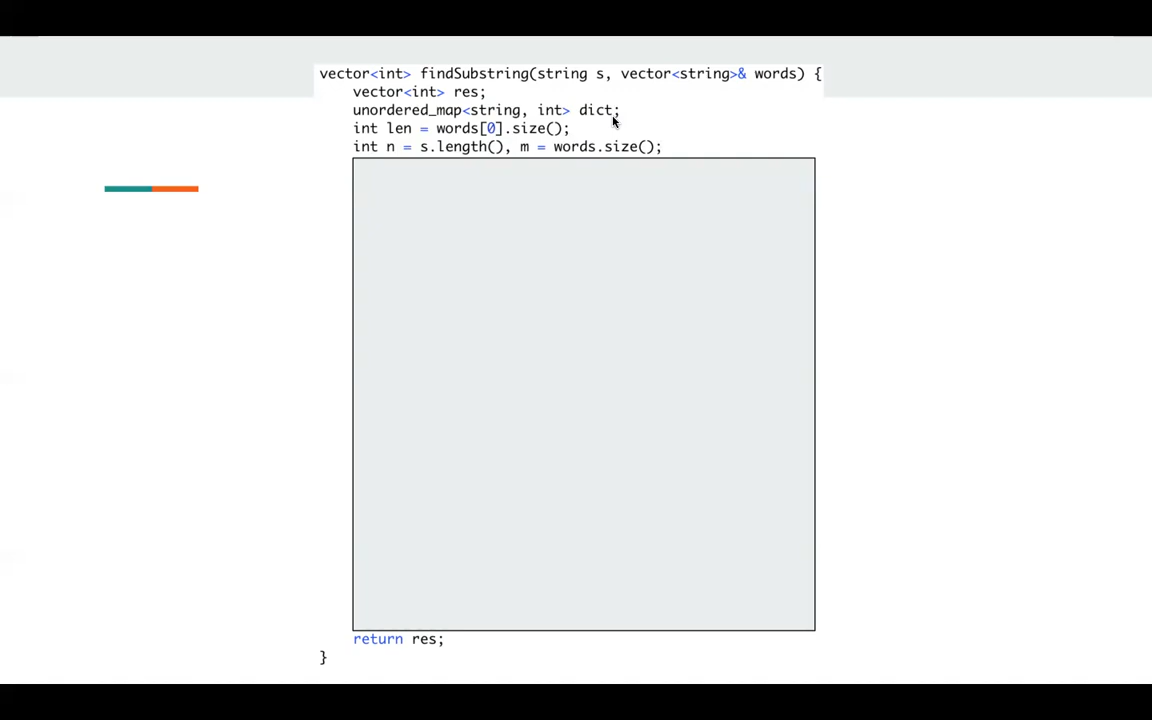 vector<int> findSubstring(string s, vector<string>& words) {
vector<int> res;
unordered_map<string, int> dict;
int len = words[0].size();
int n = s.length(), m = words.size();
return res;
}